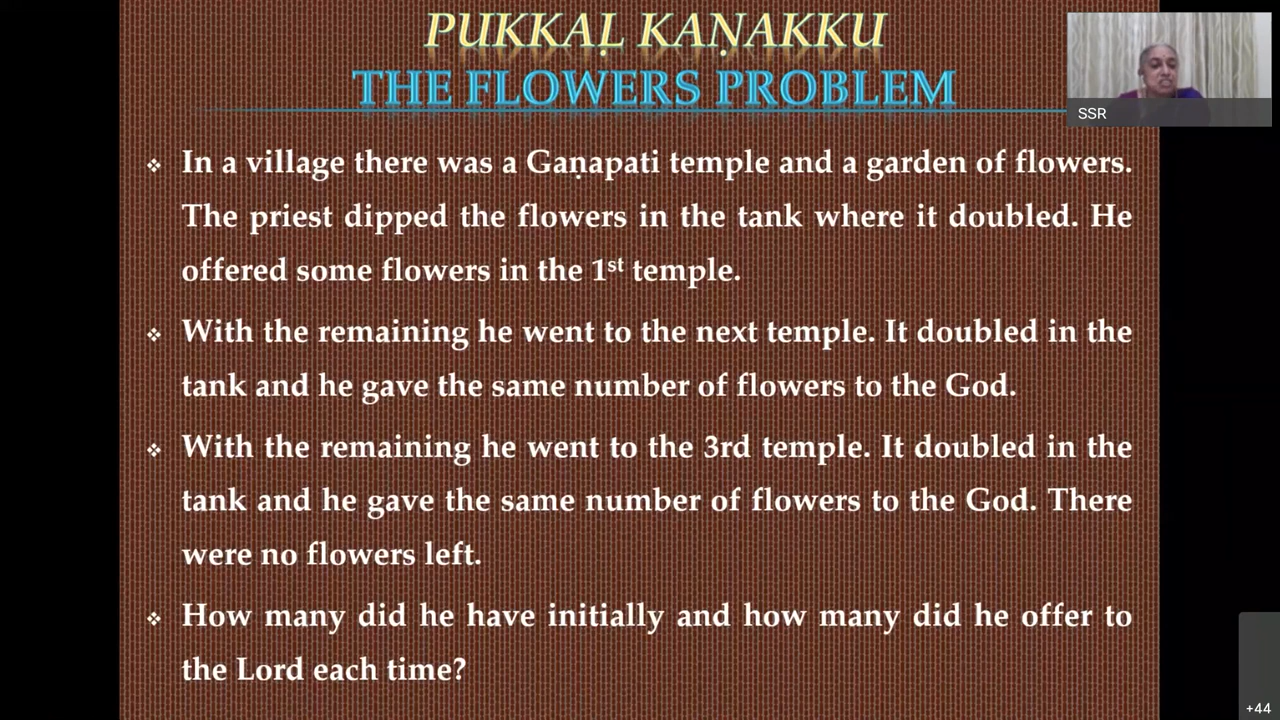 PUKKAḶ KAṆAKKU
THE FLOWERS PROBLEM
SSR
❖ In a village there was a Gaṇapati temple and a garden of flowers.
The priest dipped the flowers in the tank where it doubled. He
offered some flowers in the 1st temple.
❖ With the remaining he went to the next temple. It doubled in the
tank and he gave the same number of flowers to the God.
❖ With the remaining he went to the 3rd temple. It doubled in the
tank and he gave the same number of flowers to the God. There
were no flowers left.
❖ How many did he have initially and how many did he offer to
the Lord each time?
+44